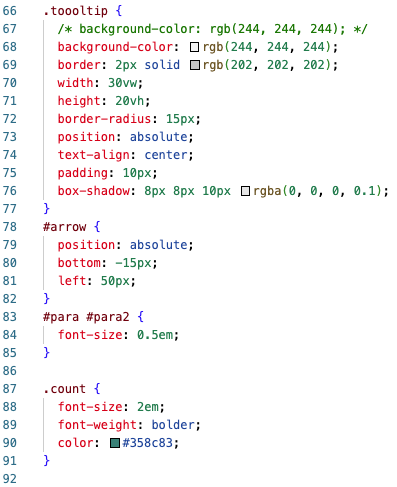 66 .toooltip {
67 /* background-color: rgb(244, 244, 244); */
68 background-color: rgb(244, 244, 244);
69 border: 2px solid rgb(202, 202, 202);
70 width: 30vw;
71 height: 20vh;
72 border-radius: 15px;
73 position: absolute;
74 text-align: center;
75 padding: 10px;
76 box-shadow: 8px 8px 10px rgba(0, 0, 0, 0.1);
77 }
78 #arrow {
79 position: absolute;
80 bottom: -15px;
81 left: 50px;
82 }
83 #para #para2 {
84 font-size: 0.5em;
85 }
86
87 .count {
88 font-size: 2em;
89 font-weight: bolder;
90 color: #358c83;
91 }
92